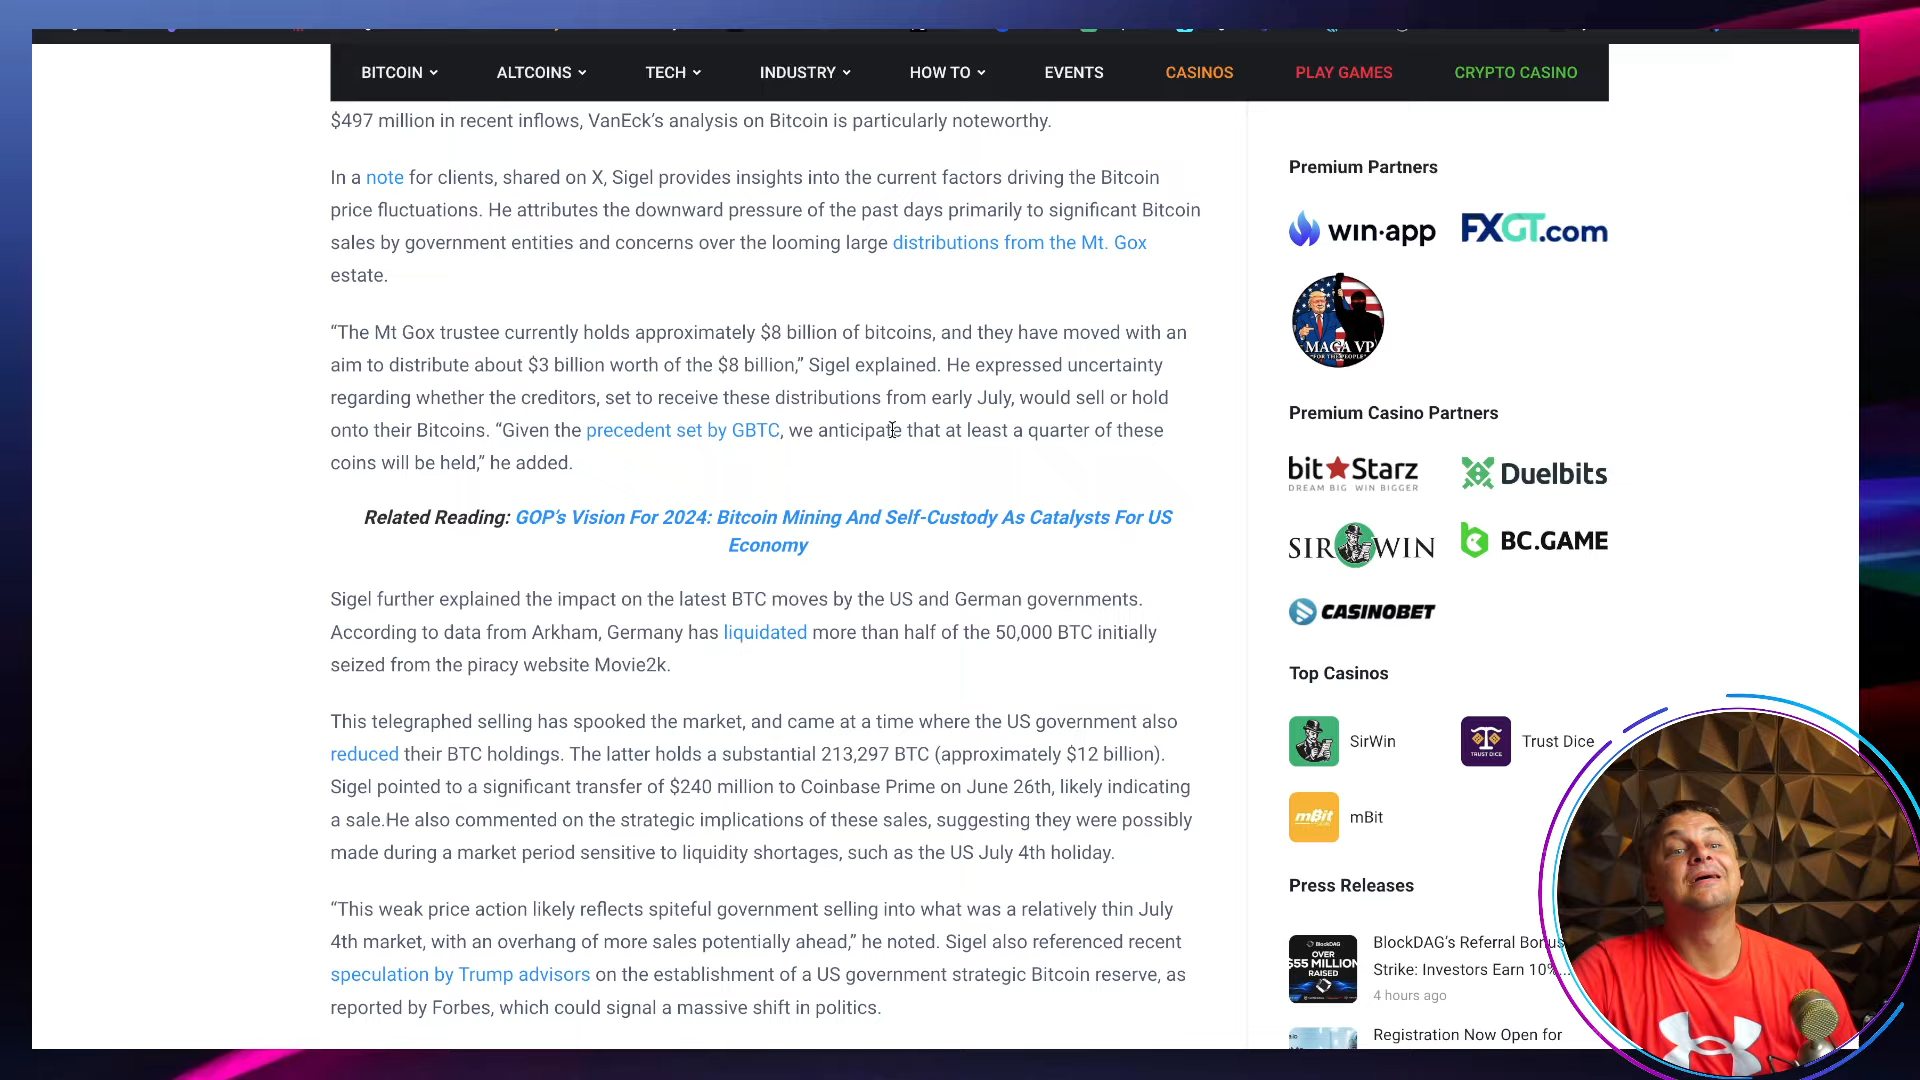 BITCOIN
ALTCOINS
TECH
INDUSTRY
HOW TO
EVENTS
CASINOS
PLAY GAMES
CRYPTO CASINO
$497 million in recent inflows, VanEck's analysis on Bitcoin is particularly noteworthy.
In a note for clients, shared on X, Sigel provides insights into the current factors driving the Bitcoin
price fluctuations. He attributes the downward pressure of the past days primarily to significant Bitcoin
sales by government entities and concerns over the looming large distributions from the Mt. Gox
estate.
“The Mt Gox trustee currently holds approximately $8 billion of bitcoins, and they have moved with an
aim to distribute about $3 billion worth of the $8 billion,” Sigel explained. He expressed uncertainty
regarding whether the creditors, set to receive these distributions from early July, would sell or hold
onto their Bitcoins. “Given the precedent set by GBTC, we anticipate that at least a quarter of these
coins will be held,” he added.
Related Reading: GOP's Vision For 2024: Bitcoin Mining And Self-Custody As Catalysts For US
Economy
Sigel further explained the impact on the latest BTC moves by the US and German governments.
According to data from Arkham, Germany has liquidated more than half of the 50,000 BTC initially
seized from the piracy website Movie2k.
This telegraphed selling has spooked the market, and came at a time where the US government also
reduced their BTC holdings. The latter holds a substantial 213,297 BTC (approximately $12 billion).
Sigel pointed to a significant transfer of $240 million to Coinbase Prime on June 26th, likely indicating
a sale.He also commented on the strategic implications of these sales, suggesting they were possibly
made during a market period sensitive to liquidity shortages, such as the US July 4th holiday.
“This weak price action likely reflects spiteful government selling into what was a relatively thin July
4th market, with an overhang of more sales potentially ahead,” he noted. Sigel also referenced recent
speculation by Trump advisors on the establishment of a US government strategic Bitcoin reserve, as
reported by Forbes, which could signal a massive shift in politics.
Premium Partners
win·app
FXGT.com
MAGA VP
"FOR THE PEOPLE"
Premium Casino Partners
bitStarz
DREAM BIG WIN BIGGER
Duelbits
SIR WIN
BC.GAME
CASINOBET
Top Casinos
SirWin
TRUST DICE
Trust Dice
mBit
mBit
Press Releases
BlockDAG
OVER
$55 MILLION
RAISED
BlockDAG's Referral Bonus
Strike: Investors Earn 10%...
4 hours ago
Registration Now Open for